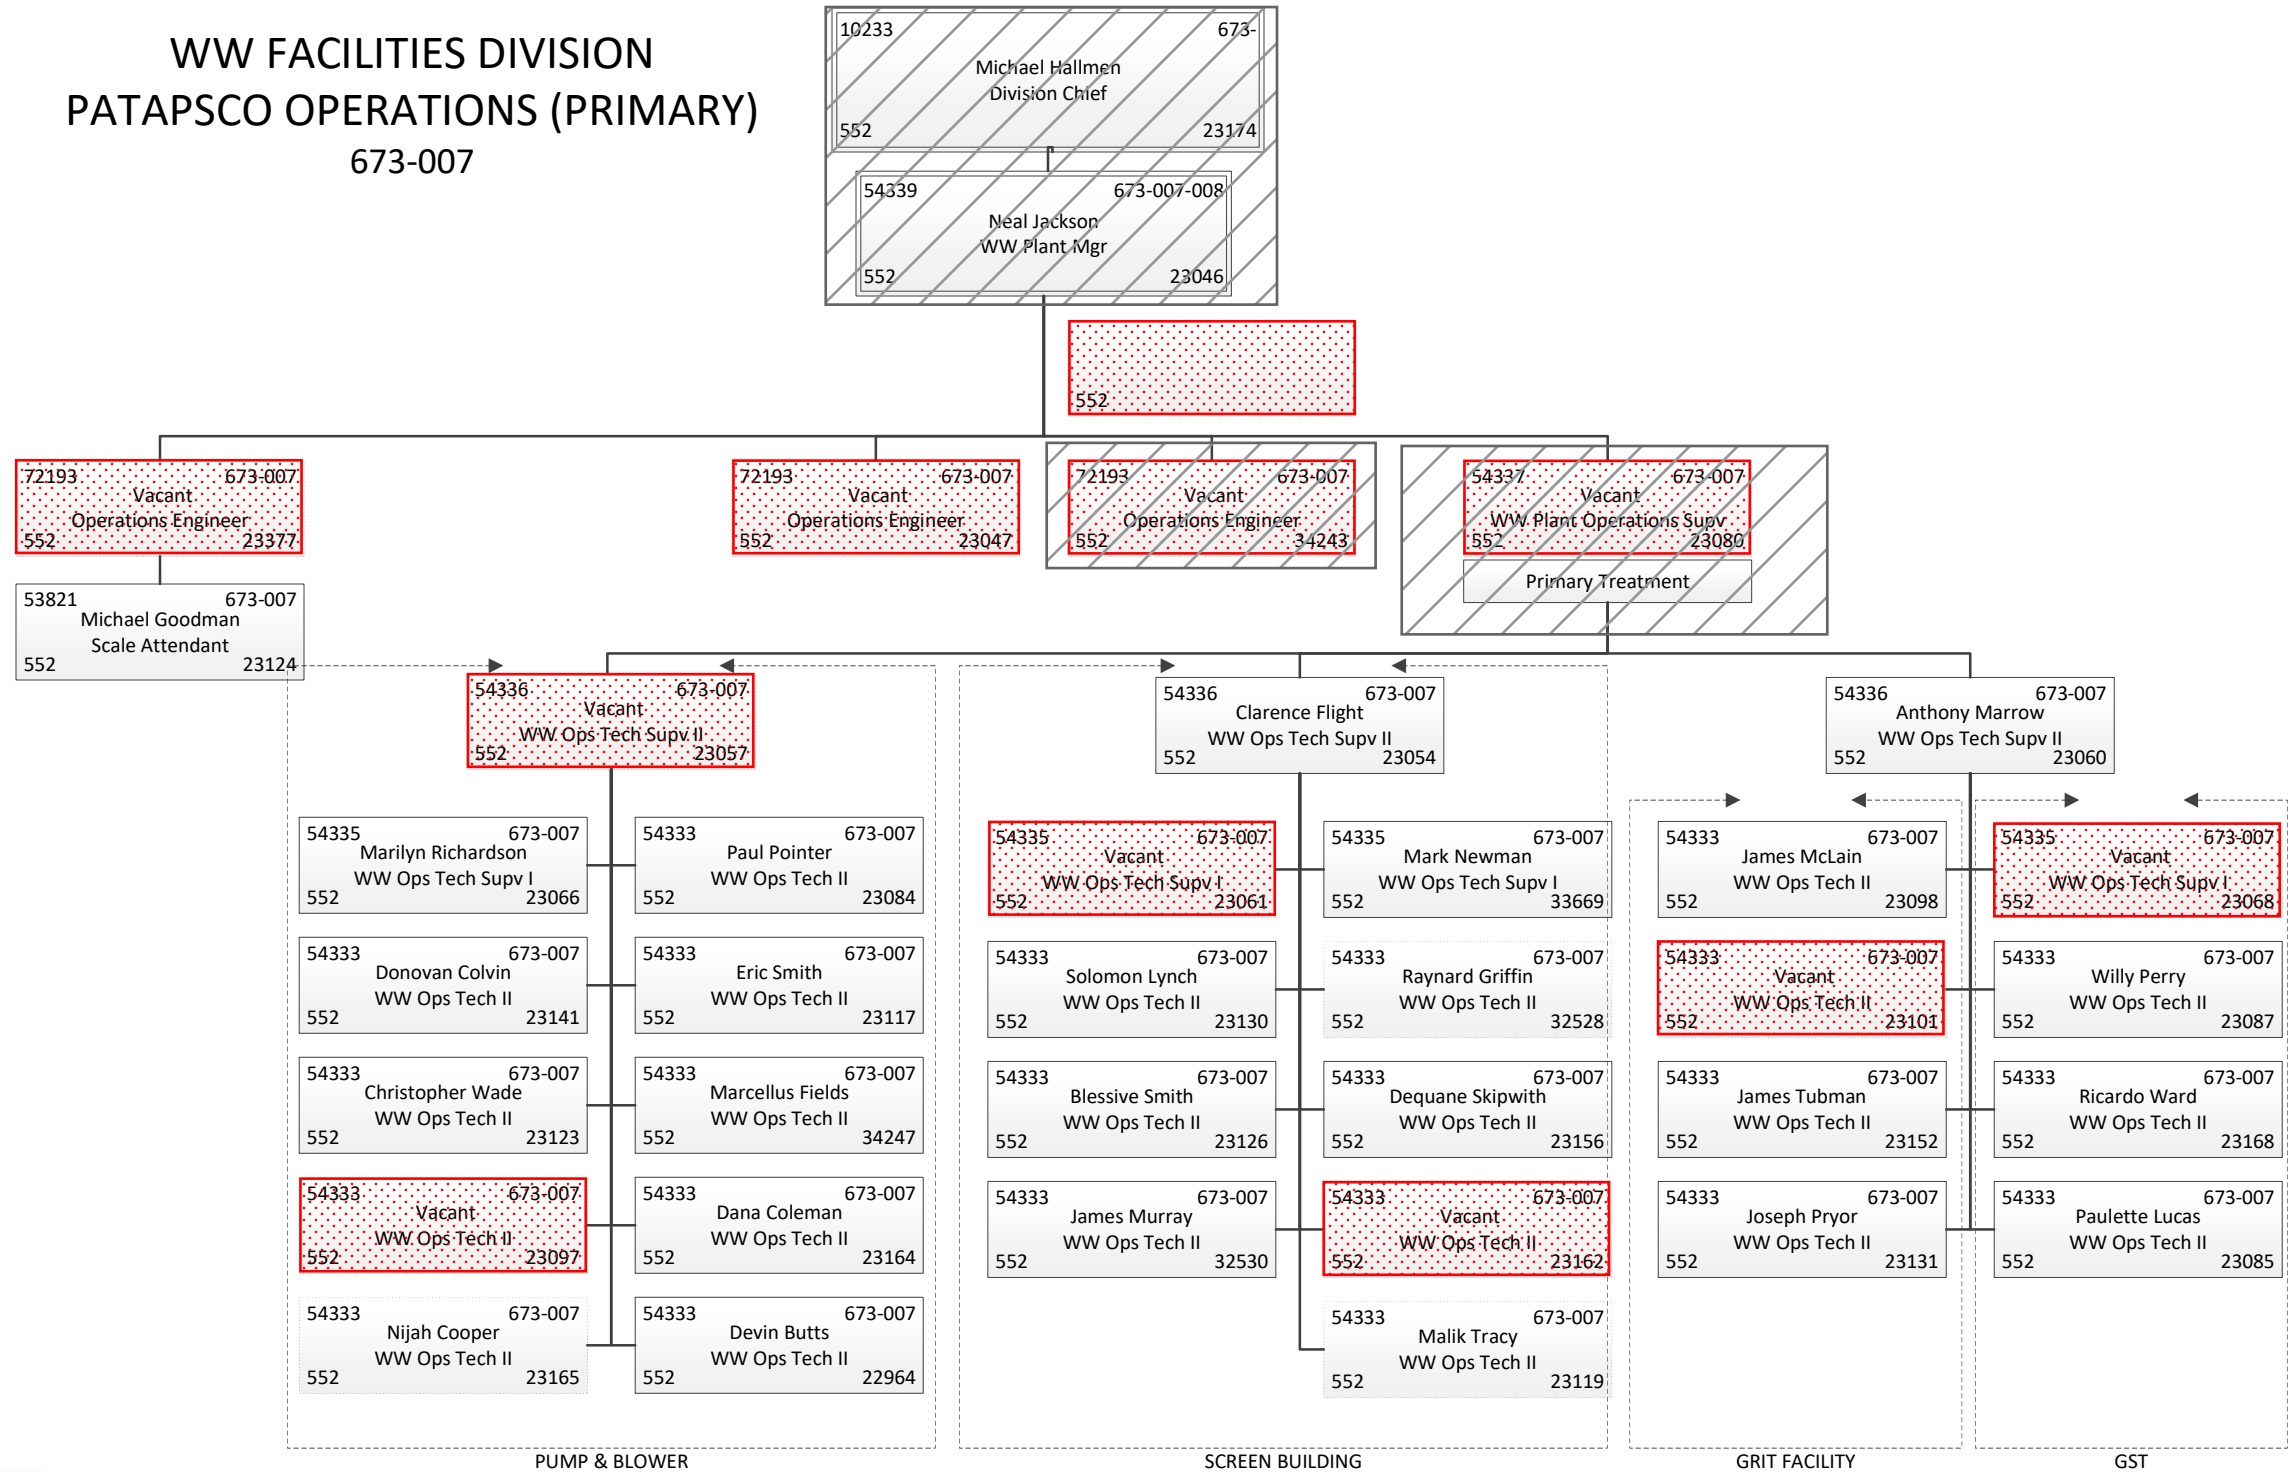 WW FACILITIES DIVISION
PATAPSCO OPERATIONS (PRIMARY)
673-007
10233 673-
Michael Hallmen
Division Chief
552 23174
54339 673-007-008
Neal Jackson
WW Plant Mgr
552 23046
552
72193 673-007
Vacant
Operations Engineer
552 23377
72193 673-007
Vacant
Operations Engineer
552 23047
72193 673-007
Vacant
Operations Engineer
552 34243
54337 673-007
Vacant
WW Plant Operations Supv
552 23080
Primary Treatment
53821 673-007
Michael Goodman
Scale Attendant
552 23124
54336 673-007
Vacant
WW Ops Tech Supv II
552 23057
54335 673-007
Marilyn Richardson
WW Ops Tech Supv I
552 23066
54333 673-007
Paul Pointer
WW Ops Tech II
552 23084
54333 673-007
Donovan Colvin
WW Ops Tech II
552 23141
54333 673-007
Eric Smith
WW Ops Tech II
552 23117
54333 673-007
Christopher Wade
WW Ops Tech II
552 23123
54333 673-007
Marcellus Fields
WW Ops Tech II
552 34247
54333 673-007
Vacant
WW Ops Tech II
552 23097
54333 673-007
Dana Coleman
WW Ops Tech II
552 23164
54333 673-007
Nijah Cooper
WW Ops Tech II
552 23165
54333 673-007
Devin Butts
WW Ops Tech II
552 22964
PUMP & BLOWER
54336 673-007
Clarence Flight
WW Ops Tech Supv II
552 23054
54335 673-007
Vacant
WW Ops Tech Supv I
552 23061
54335 673-007
Mark Newman
WW Ops Tech Supv I
552 33669
54333 673-007
Solomon Lynch
WW Ops Tech II
552 23130
54333 673-007
Raynard Griffin
WW Ops Tech II
552 32528
54333 673-007
Blessive Smith
WW Ops Tech II
552 23126
54333 673-007
Dequane Skipwith
WW Ops Tech II
552 23156
54333 673-007
James Murray
WW Ops Tech II
552 32530
54333 673-007
Vacant
WW Ops Tech II
552 23162
54333 673-007
Malik Tracy
WW Ops Tech II
552 23119
SCREEN BUILDING
54336 673-007
Anthony Marrow
WW Ops Tech Supv II
552 23060
54333 673-007
James McLain
WW Ops Tech II
552 23098
54335 673-007
Vacant
WW Ops Tech Supv I
552 23068
54333 673-007
Vacant
WW Ops Tech II
552 23101
54333 673-007
Willy Perry
WW Ops Tech II
552 23087
54333 673-007
James Tubman
WW Ops Tech II
552 23152
54333 673-007
Ricardo Ward
WW Ops Tech II
552 23168
54333 673-007
Joseph Pryor
WW Ops Tech II
552 23131
54333 673-007
Paulette Lucas
WW Ops Tech II
552 23085
GRIT FACILITY
GST